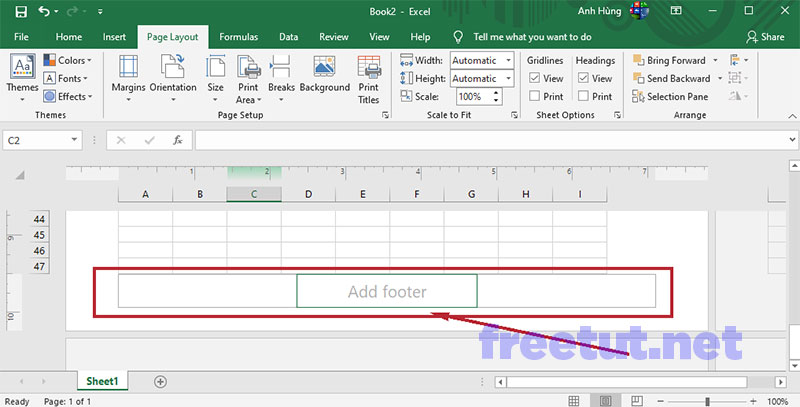 Book2 - Excel
Anh Hùng
File Home Insert Page Layout Formulas Data Review View Help Tell me what you want to do Share
Themes
Colors
Fonts
Effects
Themes
Margins Orientation Size Print Area Breaks Background Print Titles
Page Setup
Width: Automatic
Height: Automatic
Scale: 100%
Scale to Fit
Gridlines Headings
View View
Print Print
Sheet Options
Bring Forward
Send Backward
Selection Pane
Align
Arrange
C2 fx
1 2 3 4 5 6 7
A B C D E F G H I
44
45
46
47
9
10
Add footer
freetut.net
Sheet1
Ready Page: 1 of 1 100%